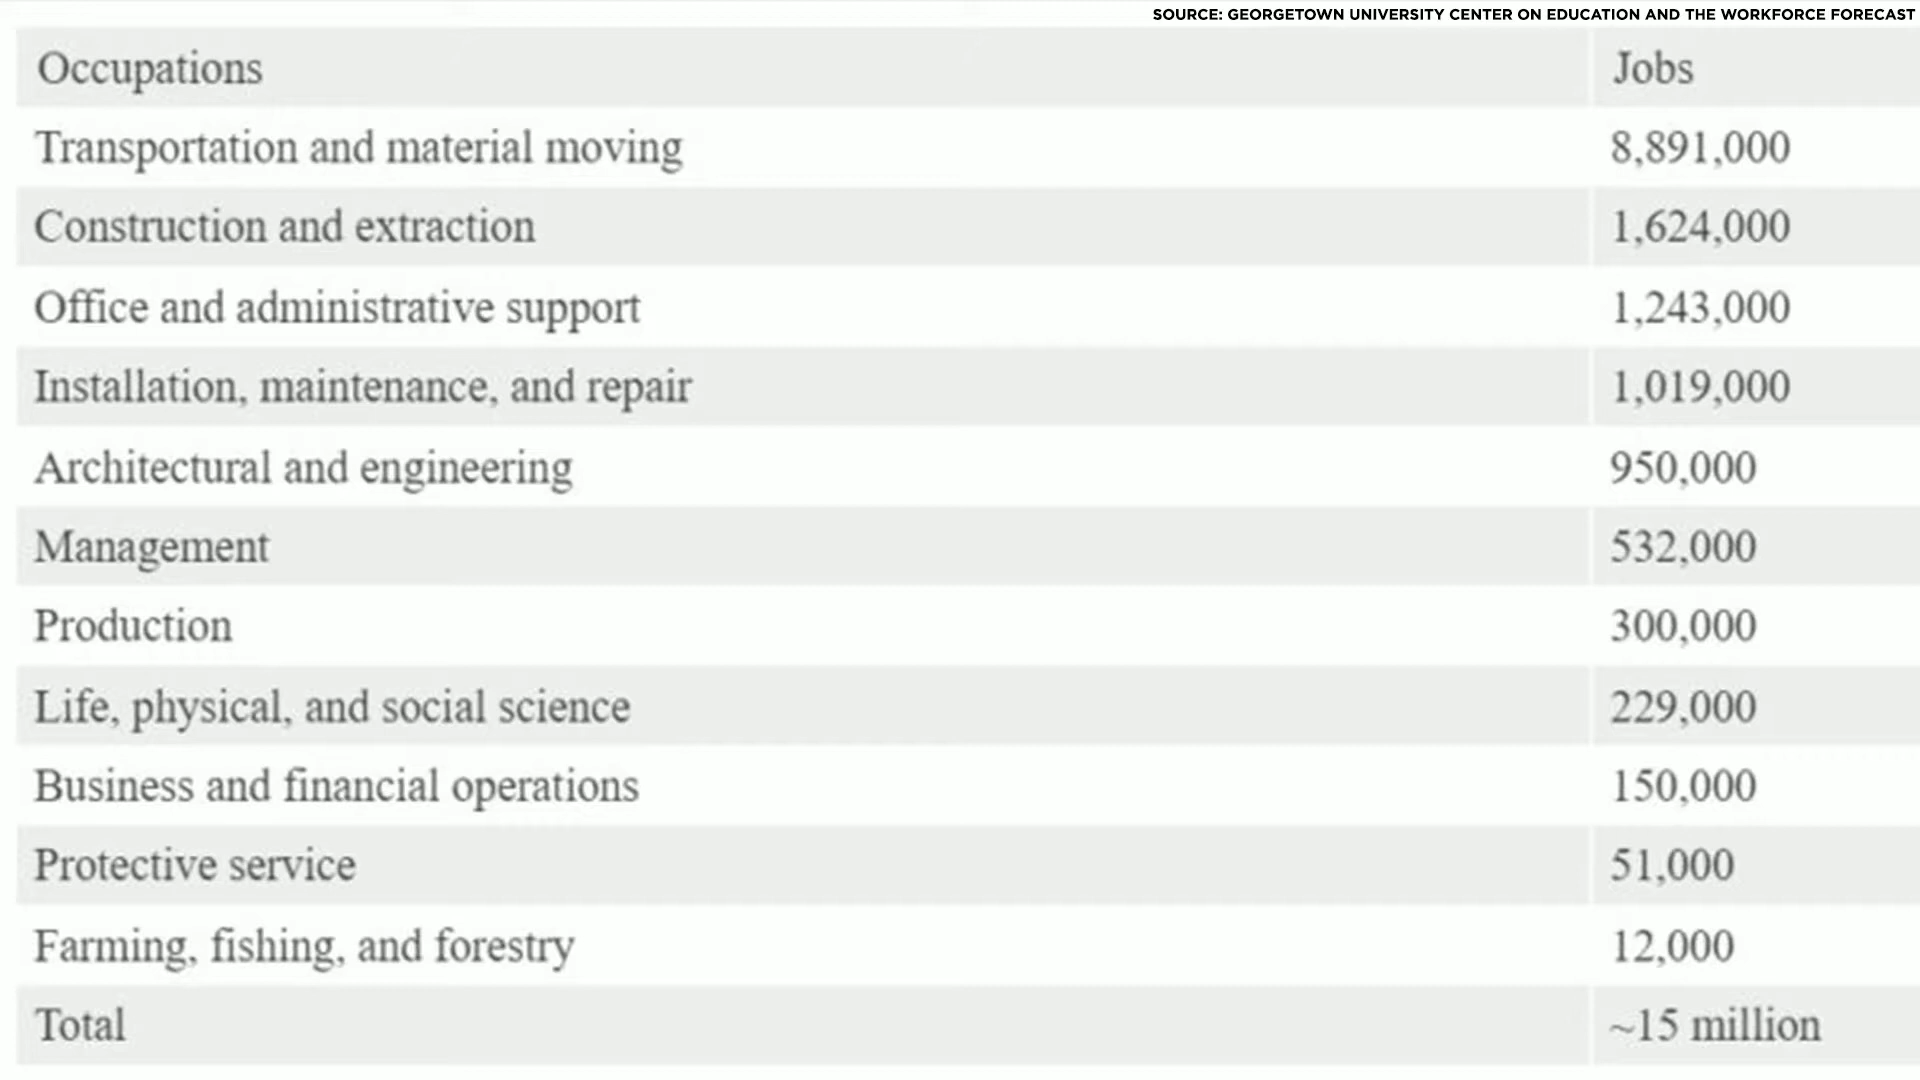 SOURCE: GEORGETOWN UNIVERSITY CENTER ON EDUCATION AND THE WORKFORCE FORECAST
Occupations Jobs
Transportation and material moving 8,891,000
Construction and extraction 1,624,000
Office and administrative support 1,243,000
Installation, maintenance, and repair 1,019,000
Architectural and engineering 950,000
Management 532,000
Production 300,000
Life, physical, and social science 229,000
Business and financial operations 150,000
Protective service 51,000
Farming, fishing, and forestry 12,000
Total ~15 million